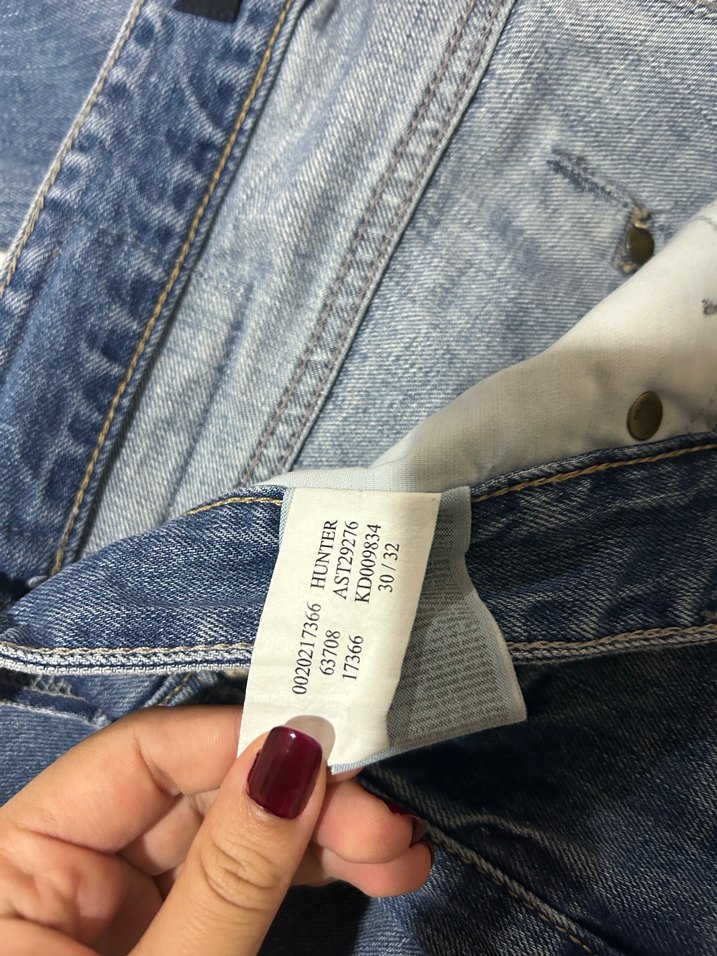 0020217366 HUNTER
63708 AST29276
17366 KD009834
30 / 32